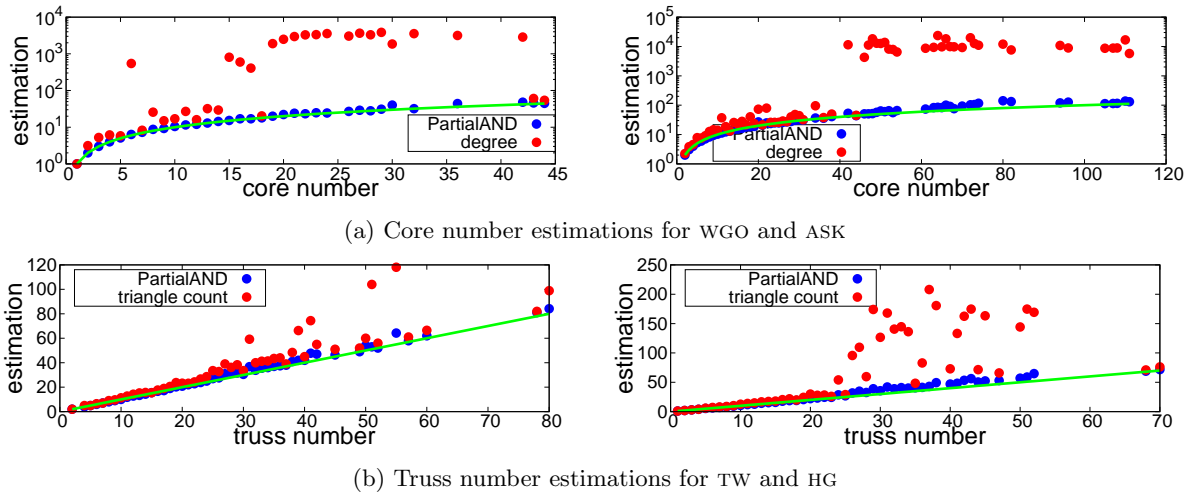 10^4
10^3
10^2
10^1
10^0
estimation
PartialAND
degree
0 5 10 15 20 25 30 35 40 45
core number
10^5
10^4
10^3
10^2
10^1
10^0
estimation
PartialAND
degree
0 20 40 60 80 100 120
core number
(a) Core number estimations for WGO and ASK
120
100
80
60
40
20
0
estimation
PartialAND
triangle count
0 10 20 30 40 50 60 70 80
truss number
250
200
150
100
50
0
estimation
PartialAND
triangle count
0 10 20 30 40 50 60 70
truss number
(b) Truss number estimations for TW and HG